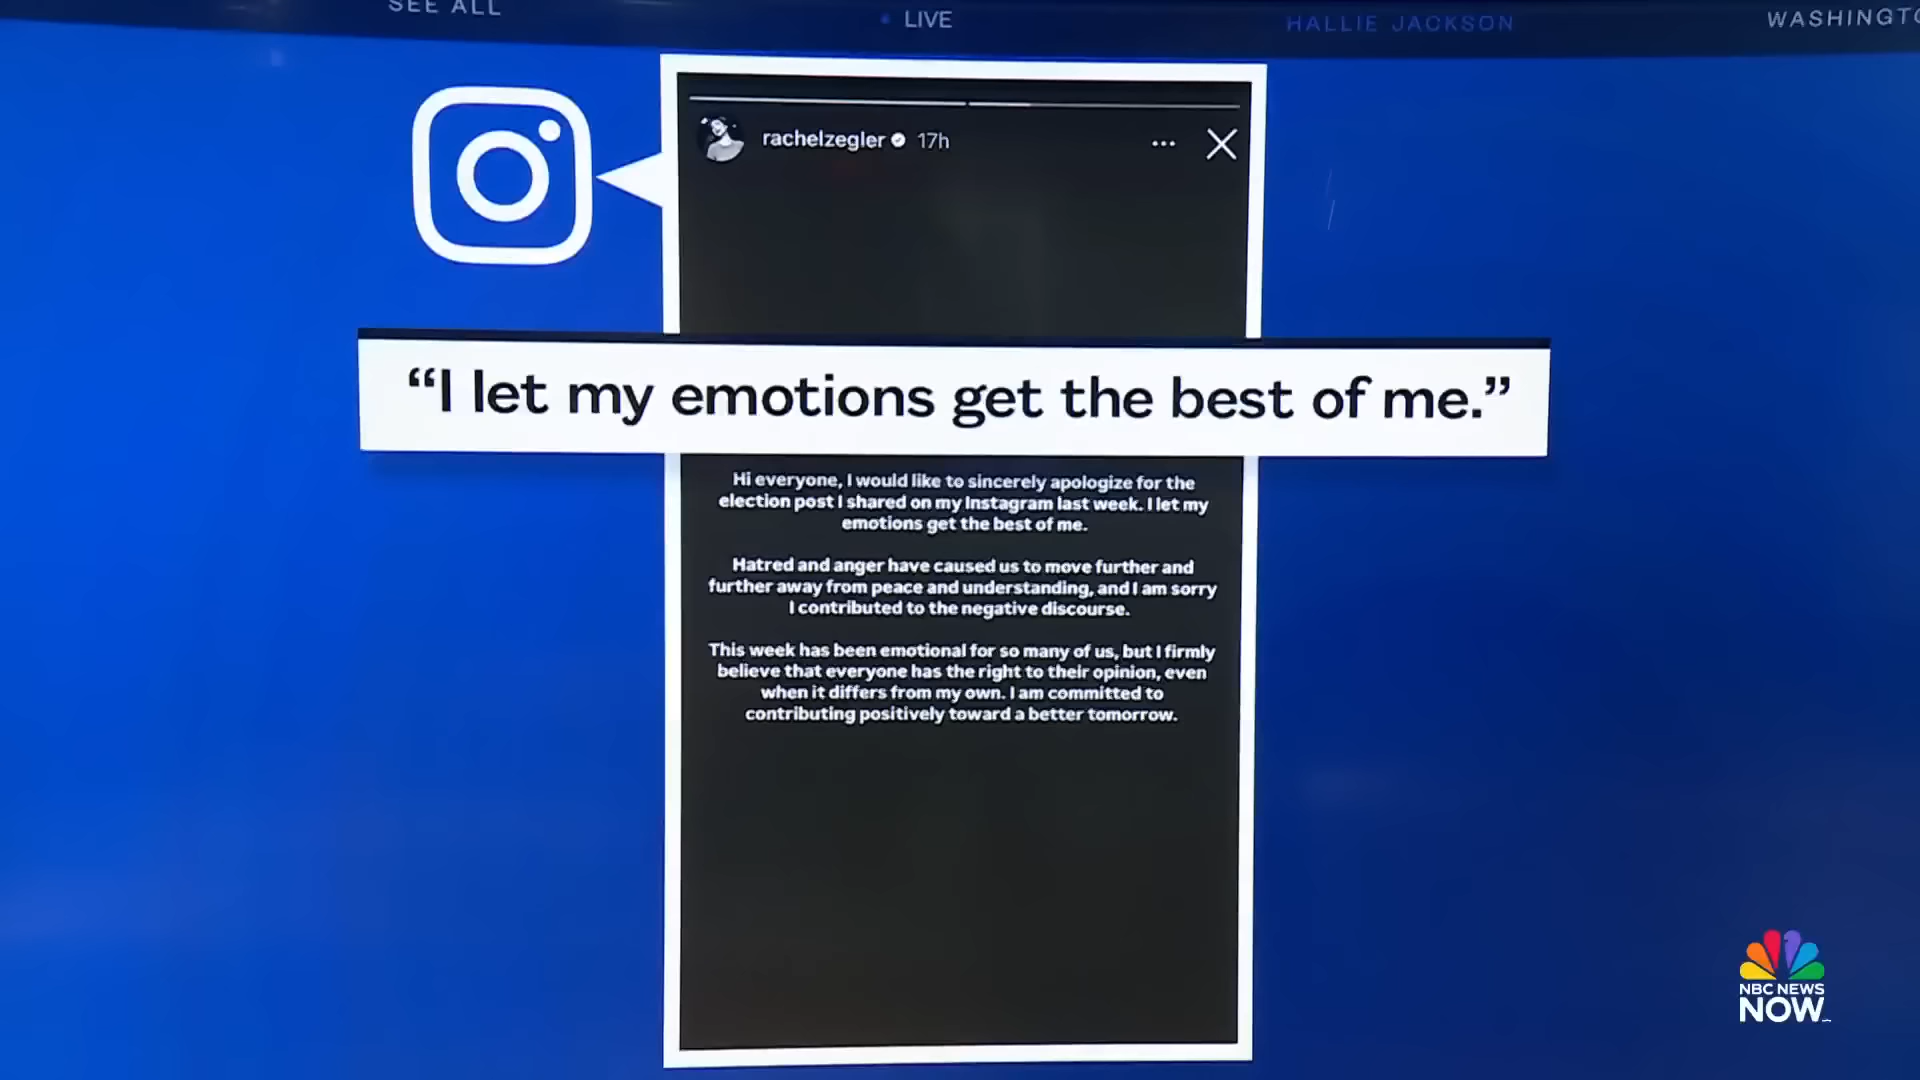 SEE ALL
LIVE
HALLIE JACKSON
rachelzegler 17h
“I let my emotions get the best of me.”
Hi everyone, I would like to sincerely apologize for the
election post I shared on my Instagram last week. I let my
emotions get the best of me.
Hatred and anger have caused us to move further and
further away from peace and understanding, and I am sorry
I contributed to the negative discourse.
This week has been emotional for so many of us, but I firmly
believe that everyone has the right to their opinion, even
when it differs from my own. I am committed to
contributing positively toward a better tomorrow.
NBC NEWS
NOW